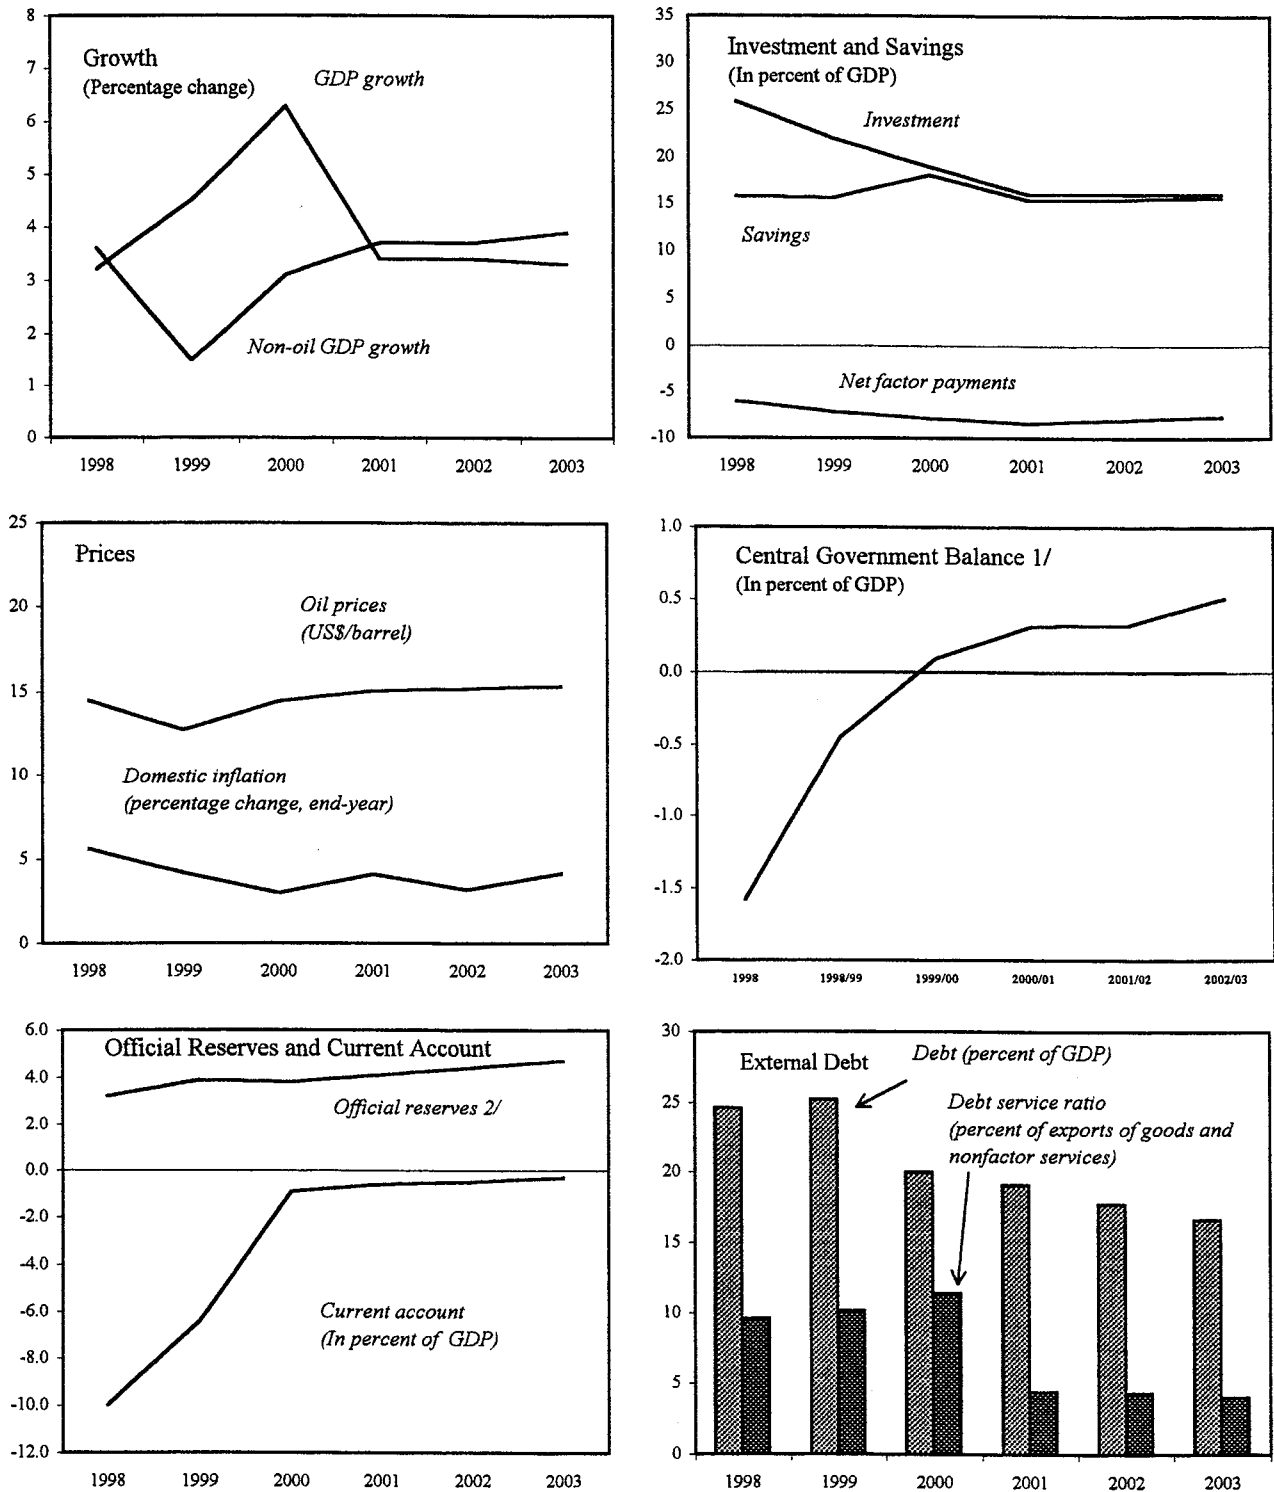 Growth
(Percentage change)
GDP growth
Non-oil GDP growth
8
7
6
5
4
3
2
1
0
1998 1999 2000 2001 2002 2003
Investment and Savings
(In percent of GDP)
Investment
Savings
Net factor payments
35
30
25
20
15
10
5
0
-5
-10
1998 1999 2000 2001 2002 2003
Prices
Oil prices
(US$/barrel)
Domestic inflation
(percentage change, end-year)
25
20
15
10
5
0
1998 1999 2000 2001 2002 2003
Central Government Balance 1/
(In percent of GDP)
1.0
0.5
0.0
-0.5
-1.0
-1.5
-2.0
1998 1998/99 1999/00 2000/01 2001/02 2002/03
Official Reserves and Current Account
Official reserves 2/
Current account
(In percent of GDP)
6.0
4.0
2.0
0.0
-2.0
-4.0
-6.0
-8.0
-10.0
-12.0
1998 1999 2000 2001 2002 2003
External Debt
Debt (percent of GDP)
Debt service ratio
(percent of exports of goods and
nonfactor services)
30
25
20
15
10
5
0
1998 1999 2000 2001 2002 2003